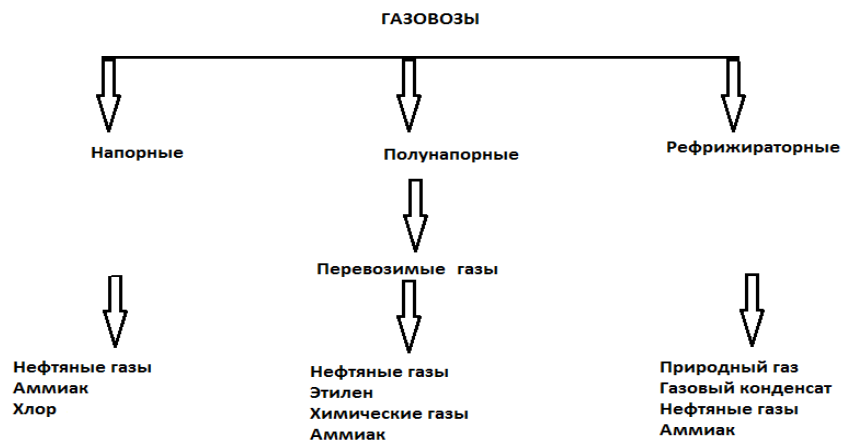 ГАЗОВОЗЫ
Напорные
Полунапорные
Рефрижираторные
Перевозимые газы
Нефтяные газы
Аммиак
Хлор
Нефтяные газы
Этилен
Химические газы
Аммиак
Природный газ
Газовый конденсат
Нефтяные газы
Аммиак